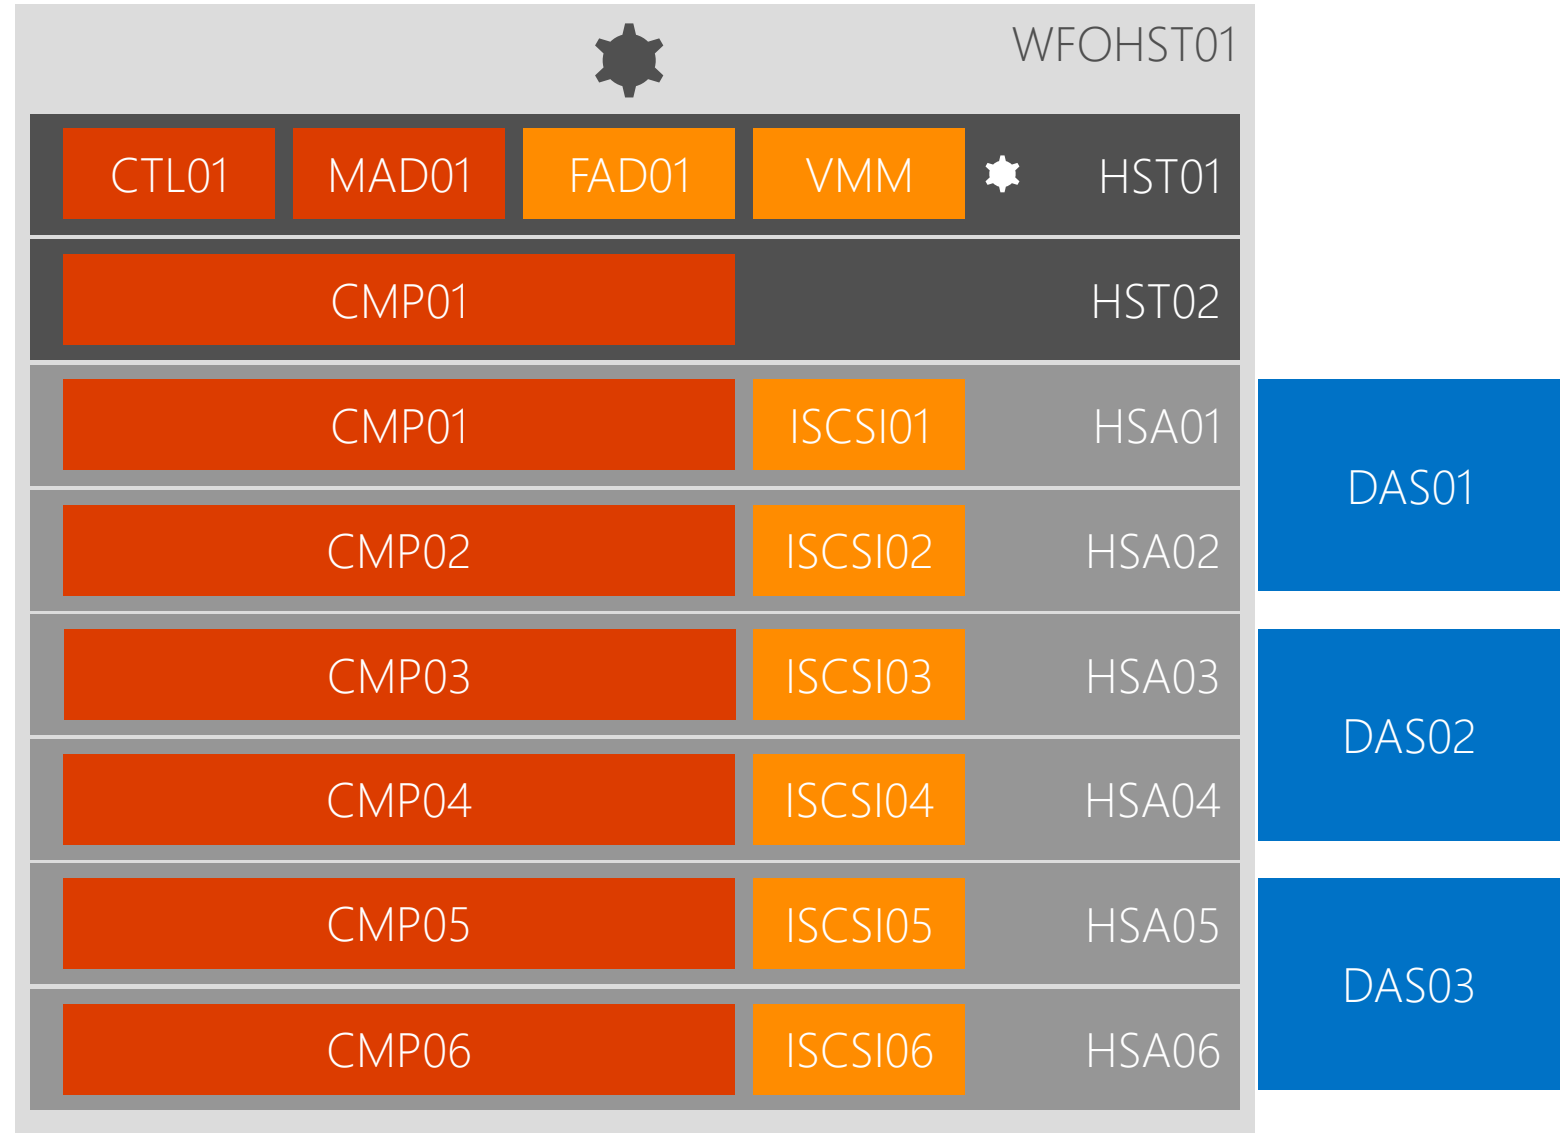 WFOHST01
CTL01 MAD01 FAD01 VMM HST01
CMP01 HST02
CMP01 ISCSI01 HSA01
DAS01
CMP02 ISCSI02 HSA02
CMP03 ISCSI03 HSA03
DAS02
CMP04 ISCSI04 HSA04
CMP05 ISCSI05 HSA05
DAS03
CMP06 ISCSI06 HSA06